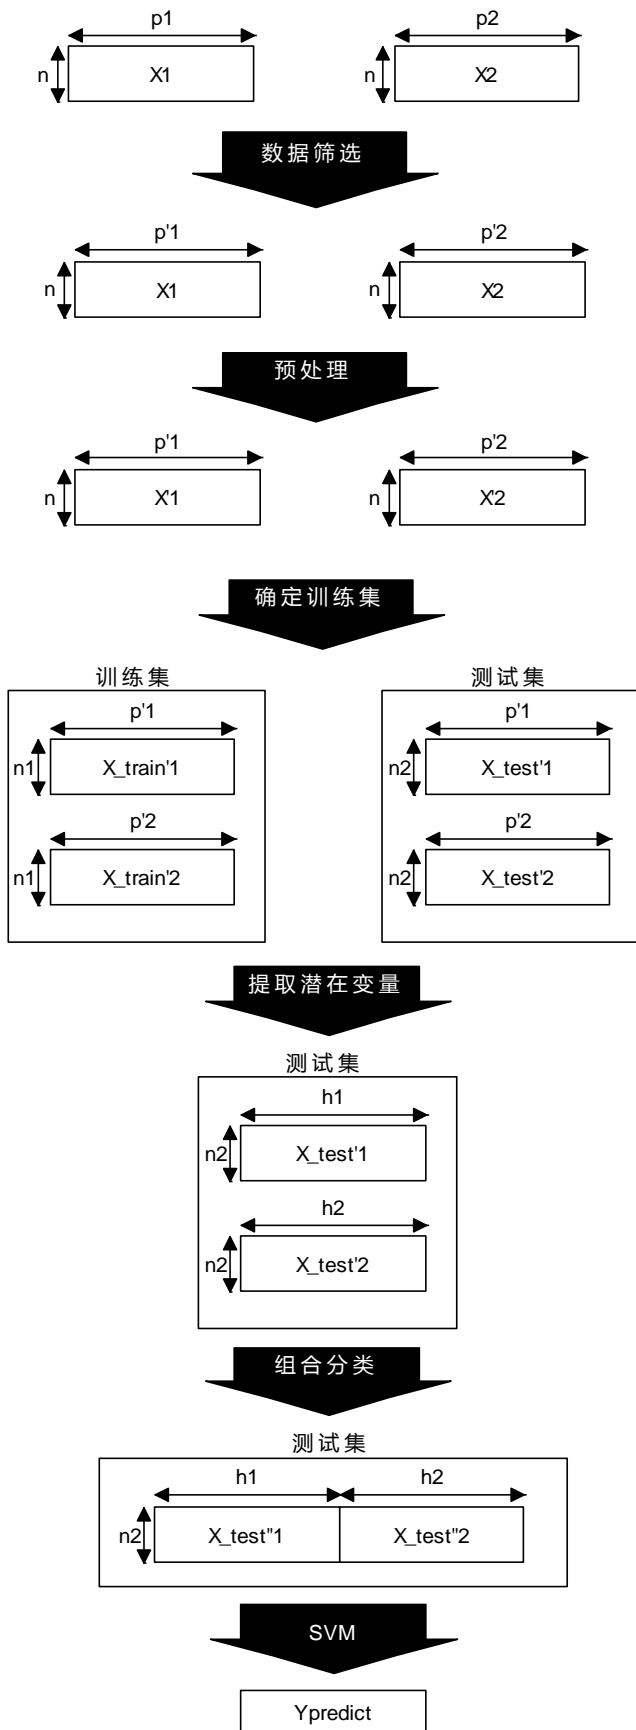 p1 p2
n X1 n X2
数据筛选
p'1 p'2
n X1 n X2
预处理
p'1 p'2
n X'1 n X'2
确定训练集
训练集 测试集
p'1 p'1
n1 X_train'1 n2 X_test'1
p'2 p'2
n1 X_train'2 n2 X_test'2
提取潜在变量
测试集
h1
n2 X_test'1
h2
n2 X_test'2
组合分类
测试集
h1 h2
n2 X_test"1 X_test"2
SVM
Ypredict